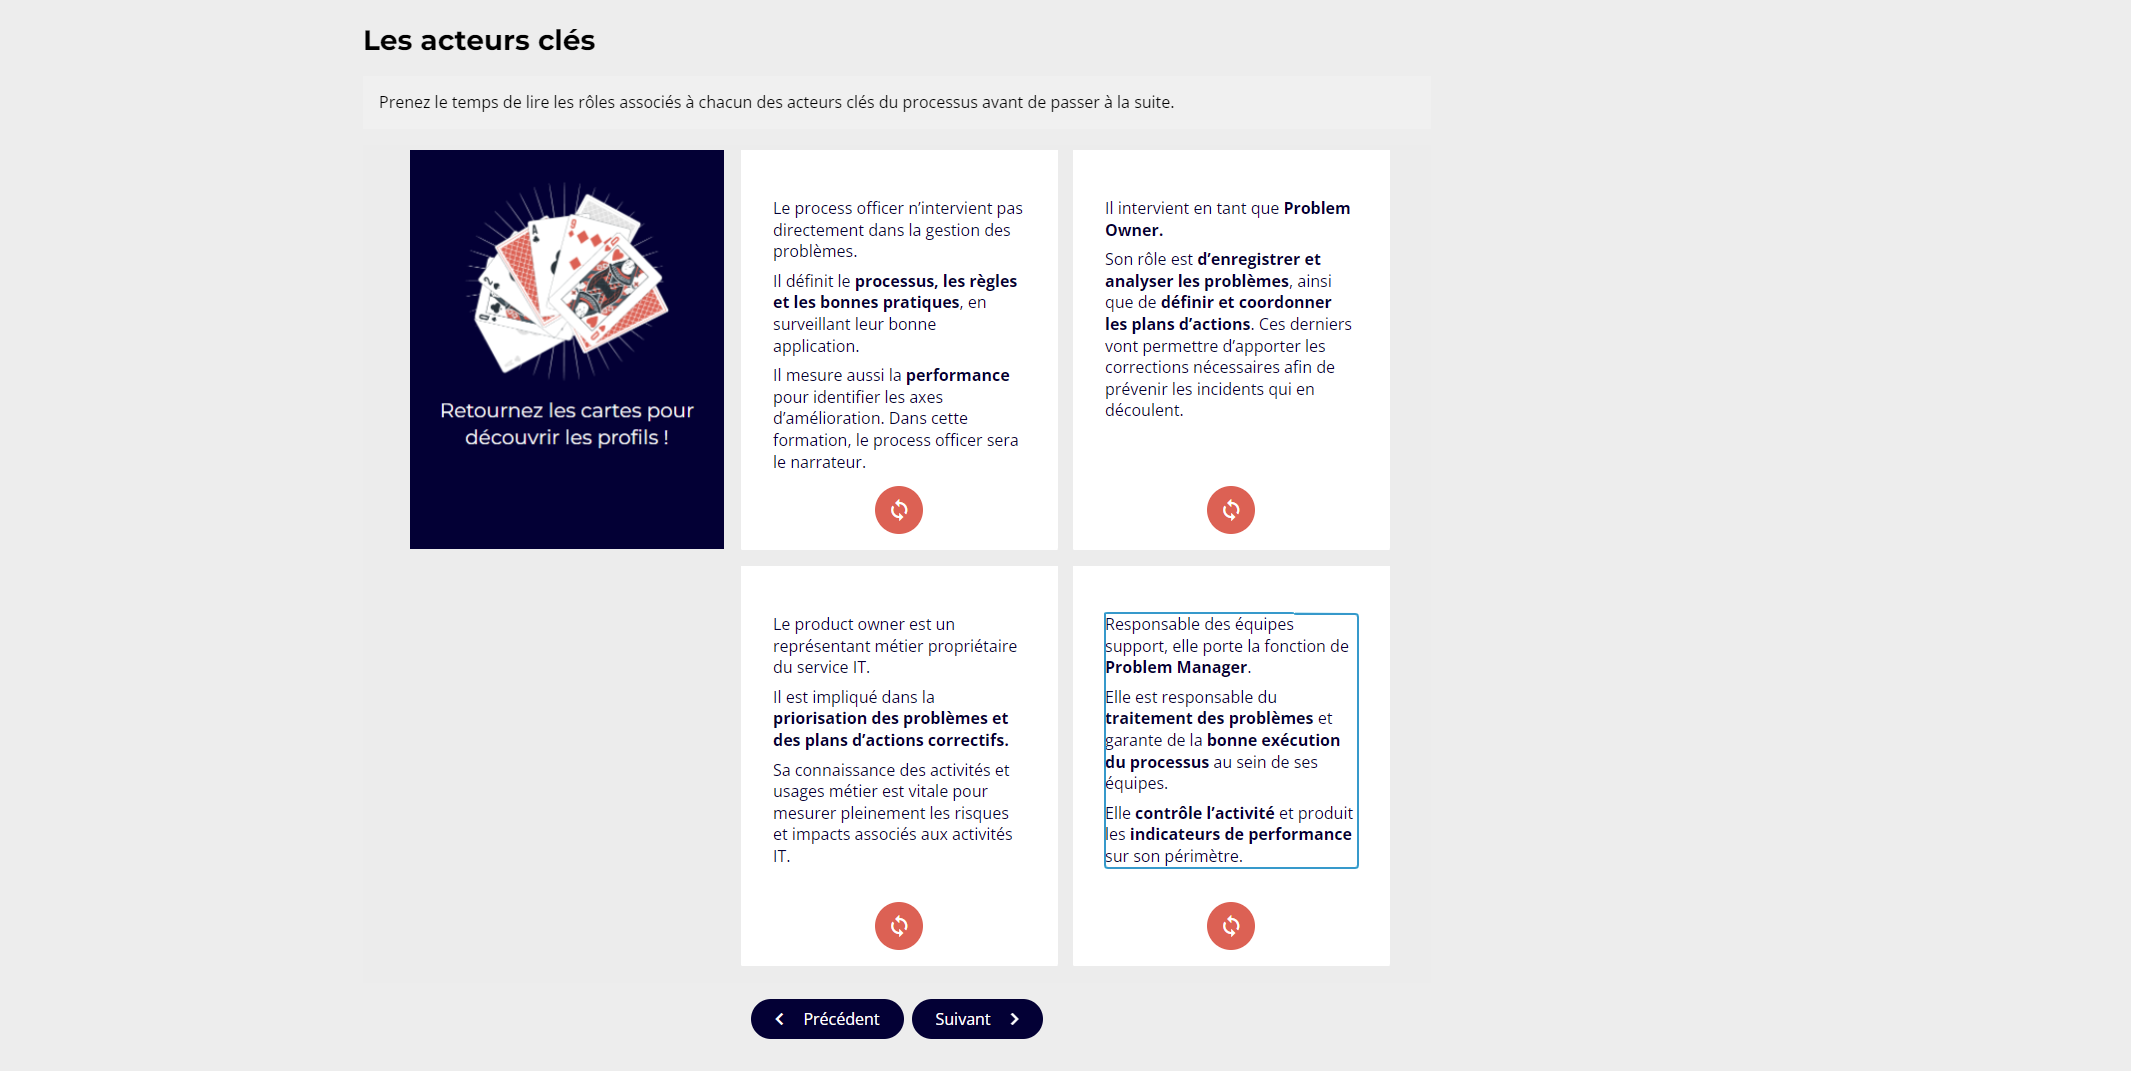 Les acteurs clés
Prenez le temps de lire les rôles associés à chacun des acteurs clés du processus avant de passer à la suite.
Retournez les cartes pour
découvrir les profils !
Le process officer n’intervient pas
directement dans la gestion des
problèmes.
Il définit le processus, les règles
et les bonnes pratiques, en
surveillant leur bonne
application.
Il mesure aussi la performance
pour identifier les axes
d’amélioration. Dans cette
formation, le process officer sera
le narrateur.
Il intervient en tant que Problem
Owner.
Son rôle est d’enregistrer et
analyser les problèmes, ainsi
que de définir et coordonner
les plans d’actions. Ces derniers
vont permettre d’apporter les
corrections nécessaires afin de
prévenir les incidents qui en
découlent.
Le product owner est un
représentant métier propriétaire
du service IT.
Il est impliqué dans la
priorisation des problèmes et
des plans d’actions correctifs.
Sa connaissance des activités et
usages métier est vitale pour
mesurer pleinement les risques
et impacts associés aux activités
IT.
Responsable des équipes
support, elle porte la fonction de
Problem Manager.
Elle est responsable du
traitement des problèmes et
garante de la bonne exécution
du processus au sein de ses
équipes.
Elle contrôle l’activité et produit
les indicateurs de performance
sur son périmètre.
Précédent
Suivant